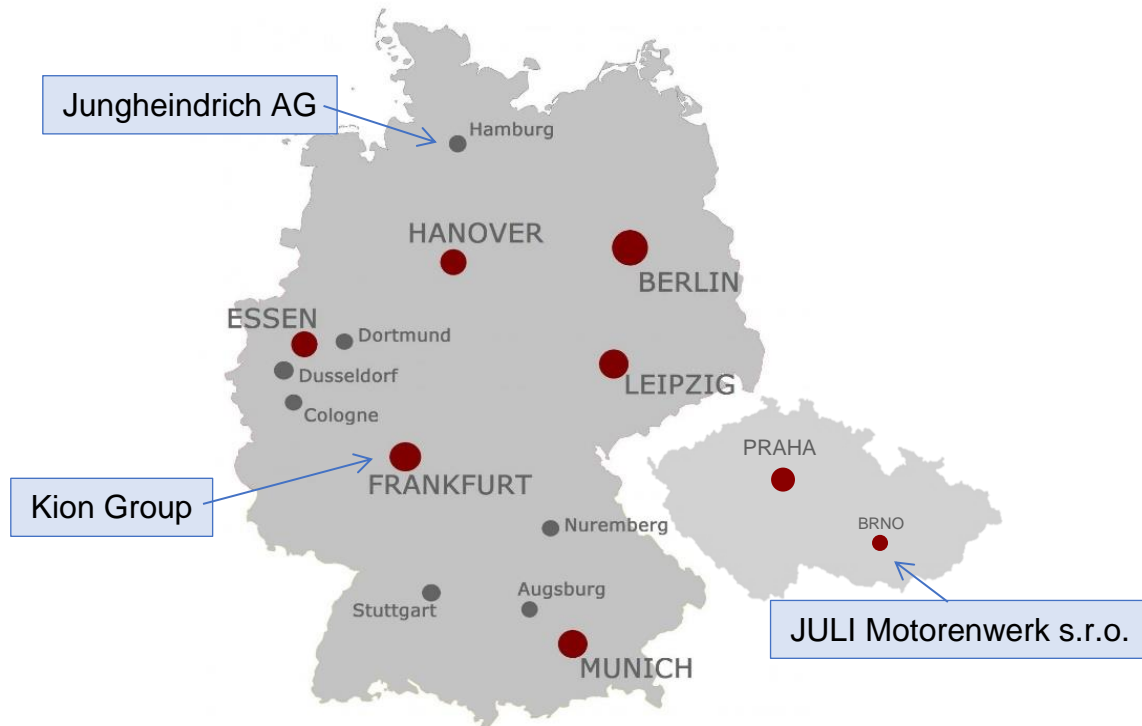 Jungheindrich AG
Hamburg
HANOVER
BERLIN
ESSEN
Dortmund
Dusseldorf
LEIPZIG
Cologne
PRAHA
FRANKFURT
Kion Group
Nuremberg
BRNO
Augsburg
Stuttgart
JULI Motorenwerk s.r.o.
MUNICH